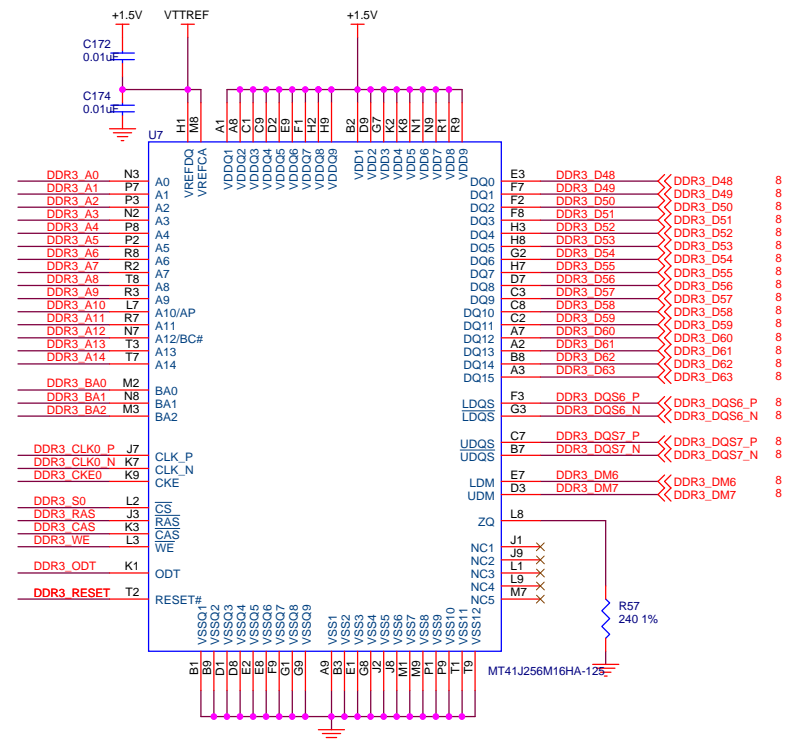 +1.5V VTTREF +1.5V
C172
0.01uF
C174
0.01uF
H1 M8 A1 A8 C1 C9 D2 E9 F1 H2 H9 B2 D9 G7 K2 K8 N1 N9 R1 R9
U7
VREFDQ VREFCA VDDQ1 VDDQ2 VDDQ3 VDDQ4 VDDQ5 VDDQ6 VDDQ7 VDDQ8 VDDQ9 VDD1 VDD2 VDD3 VDD4 VDD5 VDD6 VDD7 VDD8 VDD9
DDR3_A0 N3 A0
DDR3_A1 P7 A1
DDR3_A2 P3 A2
DDR3_A3 N2 A3
DDR3_A4 P8 A4
DDR3_A5 P2 A5
DDR3_A6 R8 A6
DDR3_A7 R2 A7
DDR3_A8 T8 A8
DDR3_A9 R3 A9
DDR3_A10 L7 A10/AP
DDR3_A11 R7 A11
DDR3_A12 N7 A12/BC#
DDR3_A13 T3 A13
DDR3_A14 T7 A14
DDR3_BA0 M2 BA0
DDR3_BA1 N8 BA1
DDR3_BA2 M3 BA2
DDR3_CLK0_P J7 CLK_P
DDR3_CLK0_N K7 CLK_N
DDR3_CKE0 K9 CKE
DDR3_S0 L2 CS
DDR3_RAS J3 RAS
DDR3_CAS K3 CAS
DDR3_WE L3 WE
DDR3_ODT K1 ODT
DDR3_RESET T2 RESET#
DQ0 E3 DDR3_D48 DDR3_D48 8
DQ1 F7 DDR3_D49 DDR3_D49 8
DQ2 F2 DDR3_D50 DDR3_D50 8
DQ3 F8 DDR3_D51 DDR3_D51 8
DQ4 H3 DDR3_D52 DDR3_D52 8
DQ5 H8 DDR3_D53 DDR3_D53 8
DQ6 G2 DDR3_D54 DDR3_D54 8
DQ7 H7 DDR3_D55 DDR3_D55 8
DQ8 D7 DDR3_D56 DDR3_D56 8
DQ9 C3 DDR3_D57 DDR3_D57 8
DQ10 C8 DDR3_D58 DDR3_D58 8
DQ11 C2 DDR3_D59 DDR3_D59 8
DQ12 A7 DDR3_D60 DDR3_D60 8
DQ13 A2 DDR3_D61 DDR3_D61 8
DQ14 B8 DDR3_D62 DDR3_D62 8
DQ15 A3 DDR3_D63 DDR3_D63 8
LDQS F3 DDR3_DQS6_P DDR3_DQS6_P 8
LDQS G3 DDR3_DQS6_N DDR3_DQS6_N 8
UDQS C7 DDR3_DQS7_P DDR3_DQS7_P 8
UDQS B7 DDR3_DQS7_N DDR3_DQS7_N 8
LDM E7 DDR3_DM6 DDR3_DM6 8
UDM D3 DDR3_DM7 DDR3_DM7 8
ZQ L8
NC1 J1
NC2 J9
NC3 L1
NC4 L9
NC5 M7
R57
240 1%
VSSQ1 VSSQ2 VSSQ3 VSSQ4 VSSQ5 VSSQ6 VSSQ7 VSSQ8 VSSQ9 VSS1 VSS2 VSS3 VSS4 VSS5 VSS6 VSS7 VSS8 VSS9 VSS10 VSS11 VSS12
B1 B9 D1 D8 E2 E8 F9 G1 G9 A9 B3 E1 G8 J2 J8 M1 M9 P1 P9 T1 T9
MT41J256M16HA-125